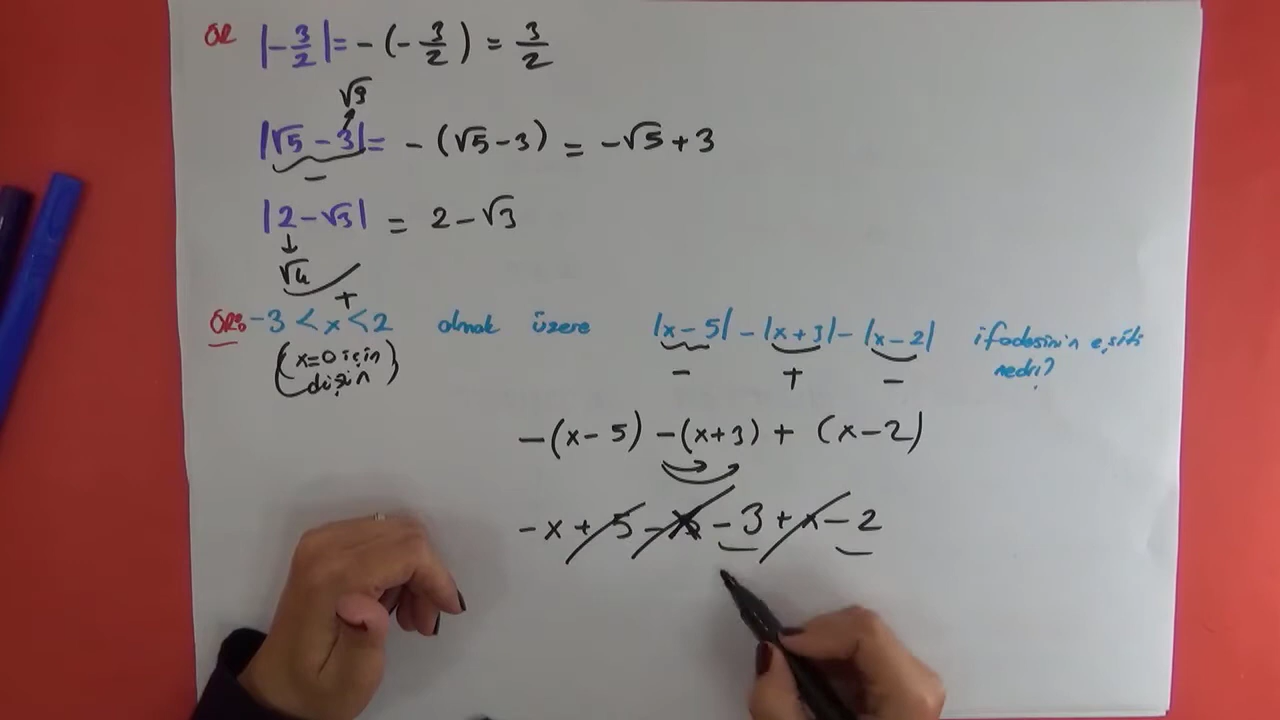 ÖR |-3/2| = -(-3/2) = 3/2
√9
|√5 - 3| = -(√5-3) = -√5+3
-
|2-√3| = 2-√3
√4
+
ÖR: -3 < x < 2 olmak üzere |x-5| - |x+3| - |x-2| ifadesinin eşiti
nedir?
(x=0 için
düşün)
- + -
-(x-5) -(x+3) + (x-2)
-x+5-x-3+x-2